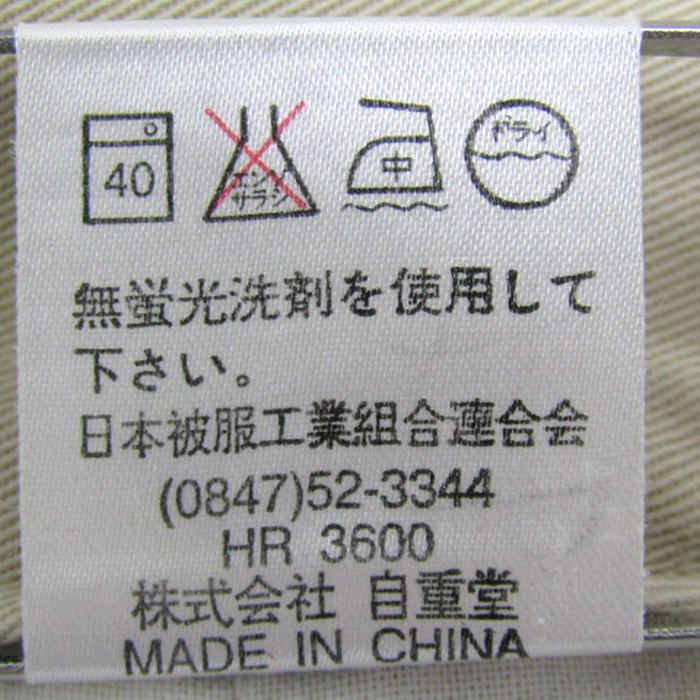 40 エンソ サラシ 中 ドライ
無蛍光洗剤を使用して
下さい。
日本被服工業組合連合会
(0847)52-3344
HR 3600
株式会社 自重堂
MADE IN CHINA